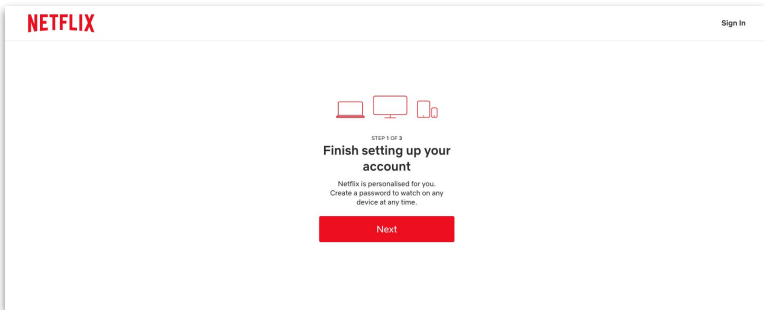 NETFLIX
Sign In
STEP 1 OF 3
Finish setting up your
account
Netflix is personalised for you.
Create a password to watch on any
device at any time.
Next